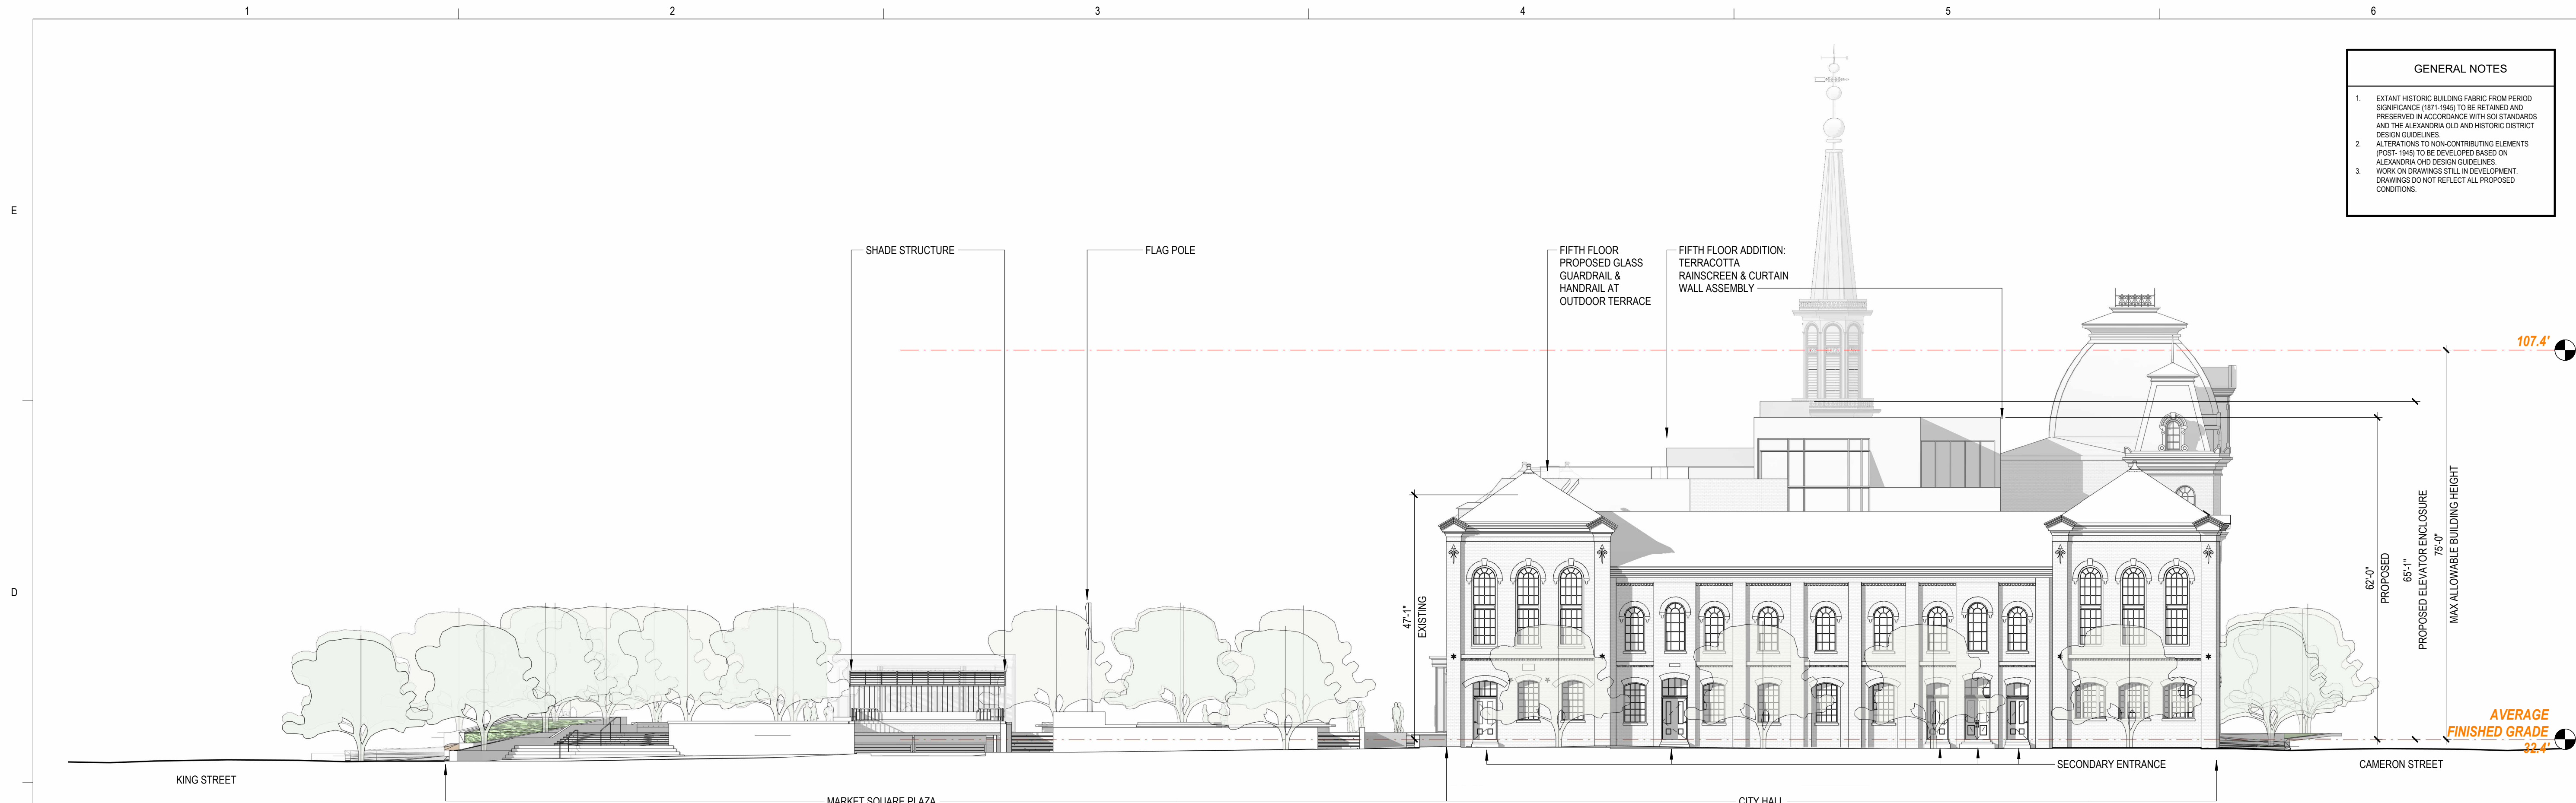 1
2
3
4
5
6
E
D
GENERAL NOTES
1. EXTANT HISTORIC BUILDING FABRIC FROM PERIOD
SIGNIFICANCE (1871-1945) TO BE RETAINED AND
PRESERVED IN ACCORDANCE WITH SOI STANDARDS
AND THE ALEXANDRIA OLD AND HISTORIC DISTRICT
DESIGN GUIDELINES.
2. ALTERATIONS TO NON-CONTRIBUTING ELEMENTS
(POST- 1945) TO BE DEVELOPED BASED ON
ALEXANDRIA OHD DESIGN GUIDELINES.
3. WORK ON DRAWINGS STILL IN DEVELOPMENT.
DRAWINGS DO NOT REFLECT ALL PROPOSED
CONDITIONS.
SHADE STRUCTURE
FLAG POLE
FIFTH FLOOR
PROPOSED GLASS
GUARDRAIL &
HANDRAIL AT
OUTDOOR TERRACE
FIFTH FLOOR ADDITION:
TERRACOTTA
RAINSCREEN & CURTAIN
WALL ASSEMBLY
107.4'
47'-1"
EXISTING
62'-0"
PROPOSED
65'-1"
PROPOSED ELEVATOR ENCLOSURE
75'-0"
MAX ALLOWABLE BUILDING HEIGHT
AVERAGE
FINISHED GRADE
32.4'
KING STREET
SECONDARY ENTRANCE
CAMERON STREET
MARKET SQUARE PLAZA
CITY HALL